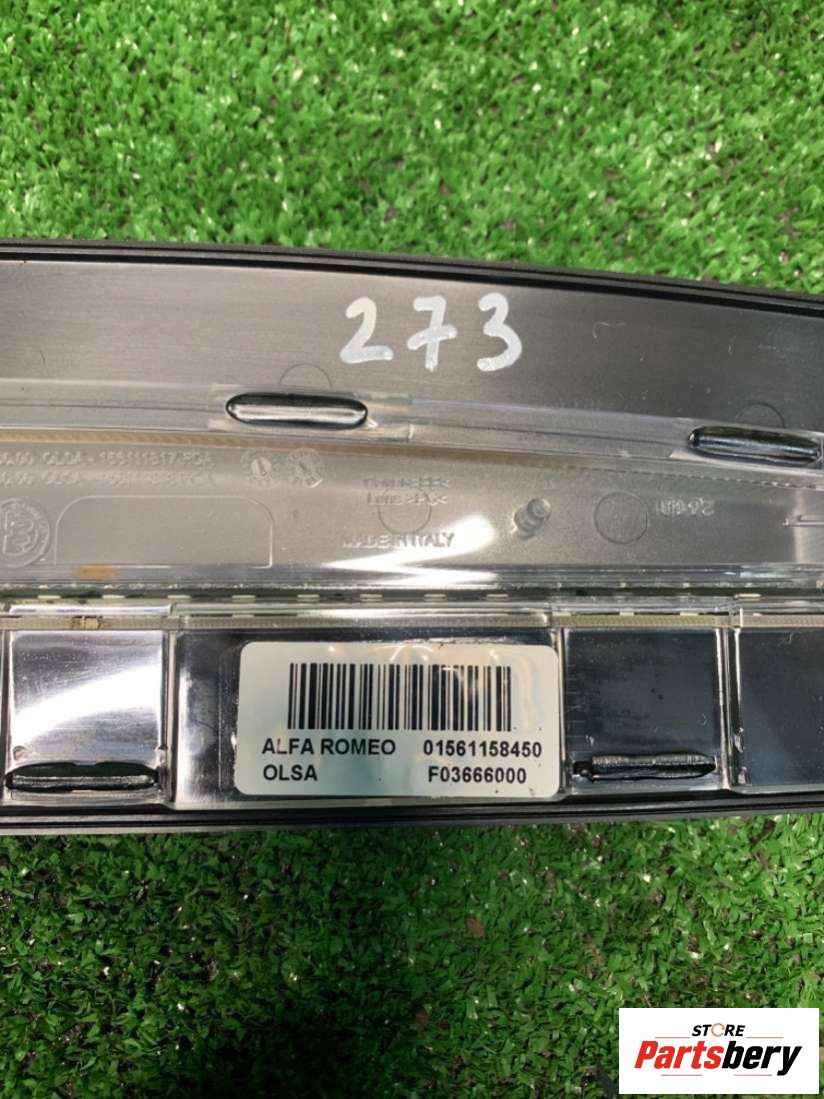 273
MADE IN ITALY
ALFA ROMEO 01561158450
OLSA F03666000
STORE
Partsbery